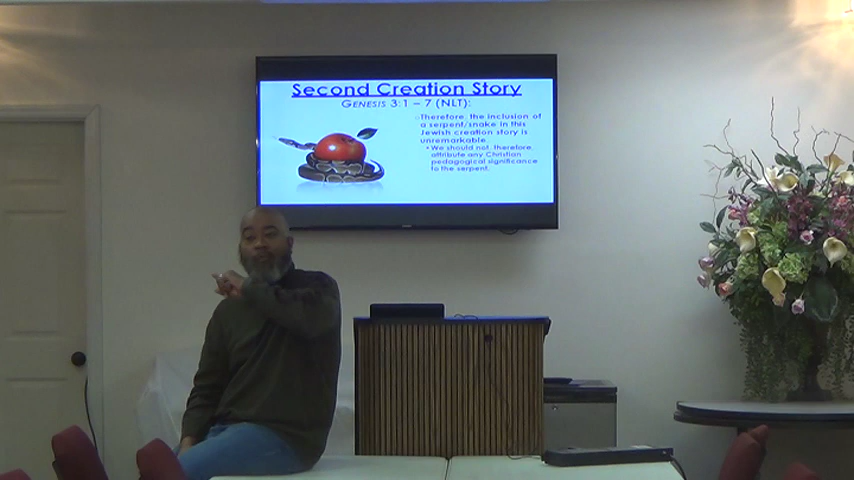 Second Creation Story
GENESIS 3:1 – 7 (NLT):
Therefore, the inclusion of
a serpent/snake in this
Jewish creation story is
unremarkable.
• We should not, therefore,
attribute any Christian
pedagogical significance
to the serpent.